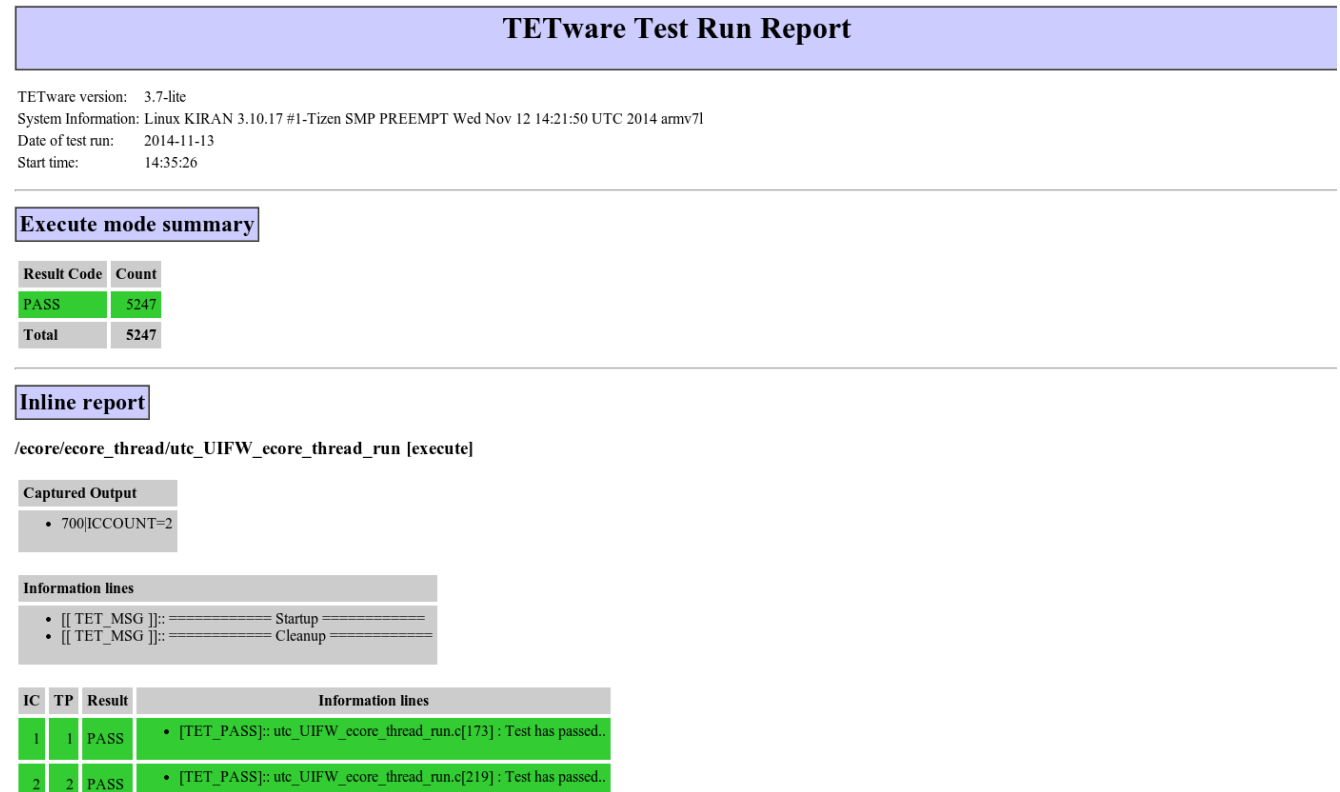 TETware Test Run Report
TETware version: 3.7-lite
System Information: Linux KIRAN 3.10.17 #1-Tizen SMP PREEMPT Wed Nov 12 14:21:50 UTC 2014 armv7l
Date of test run: 2014-11-13
Start time: 14:35:26
Execute mode summary
Result Code Count
PASS 5247
Total 5247
Inline report
/ecore/ecore_thread/utc_UIFW_ecore_thread_run [execute]
Captured Output
• 700|ICCOUNT=2
Information lines
• [[ TET_MSG ]]:: ============ Startup ============
• [[ TET_MSG ]]:: ============ Cleanup ============
IC TP Result Information lines
1 1 PASS • [TET_PASS]:: utc_UIFW_ecore_thread_run.c[173] : Test has passed..
2 2 PASS • [TET_PASS]:: utc_UIFW_ecore_thread_run.c[219] : Test has passed..